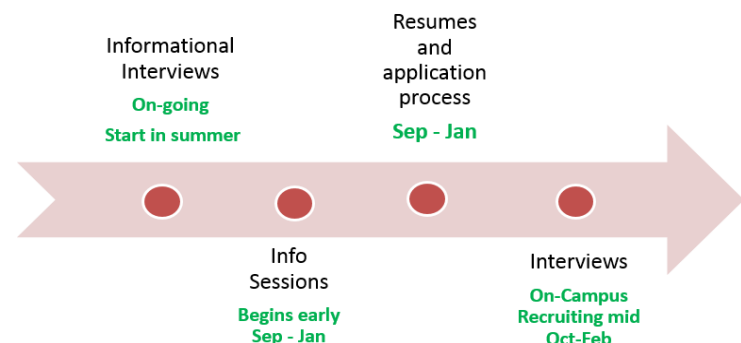 Informational
Interviews
On-going
Start in summer
Info
Sessions
Begins early
Sep - Jan
Resumes
and
application
process
Sep - Jan
Interviews
On-Campus
Recruiting mid
Oct-Feb